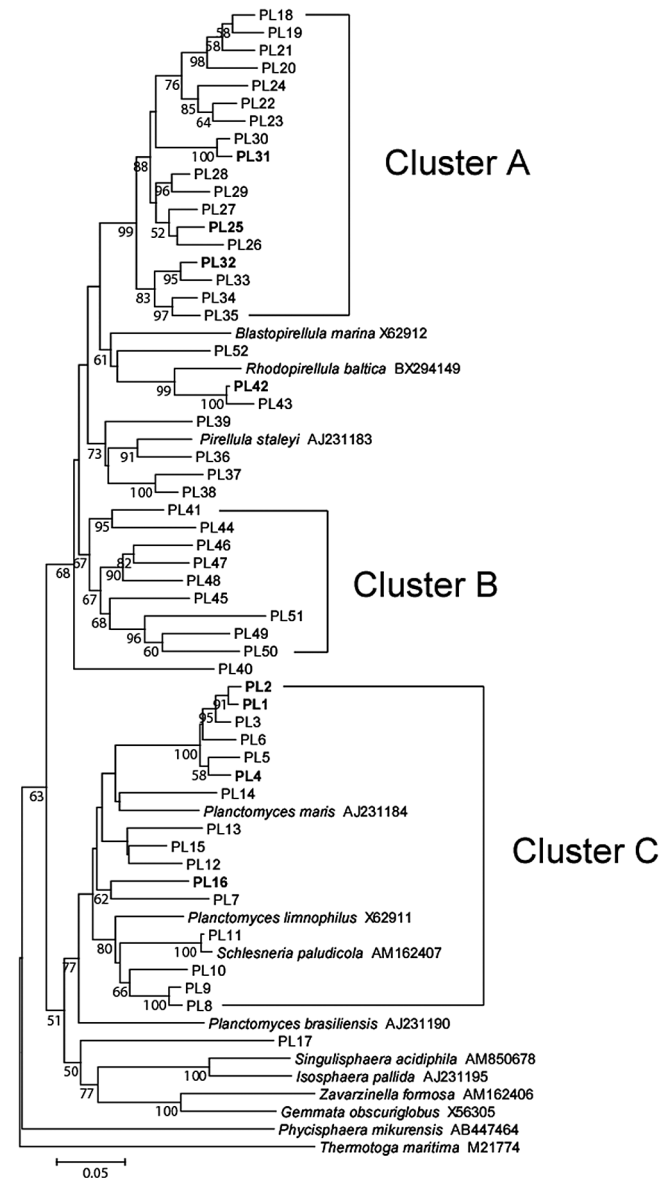 PL18
58
PL19
58
PL21
98
PL20
76
PL24
85
PL22
64
PL23
PL30
100
PL31
88
Cluster A
PL28
96
PL29
PL27
52
PL25
PL26
99
PL32
95
PL33
83
PL34
97
PL35
Blastopirellula marina X62912
61
PL52
Rhodopirellula baltica BX294149
99
PL42
100
PL43
PL39
73
Pirellula staleyi AJ231183
91
PL36
PL37
100
PL38
PL41
95
PL44
PL46
82
PL47
67
90
PL48
68
Cluster B
67
PL45
68
PL51
96
PL49
60
PL50
PL40
PL2
91
PL1
95
PL3
PL6
100
PL5
58
PL4
63
PL14
Planctomyces maris AJ231184
PL13
PL15
Cluster C
PL12
PL16
62
PL7
Planctomyces limnophilus X62911
80
PL11
100
Schlesneria paludicola AM162407
77
PL10
66
PL9
100
PL8
51
Planctomyces brasiliensis AJ231190
PL17
50
Singulisphaera acidiphila AM850678
100
Isosphaera pallida AJ231195
77
Zavarzinella formosa AM162406
100
Gemmata obscuriglobus X56305
Phycisphaera mikurensis AB447464
Thermotoga maritima M21774
0.05